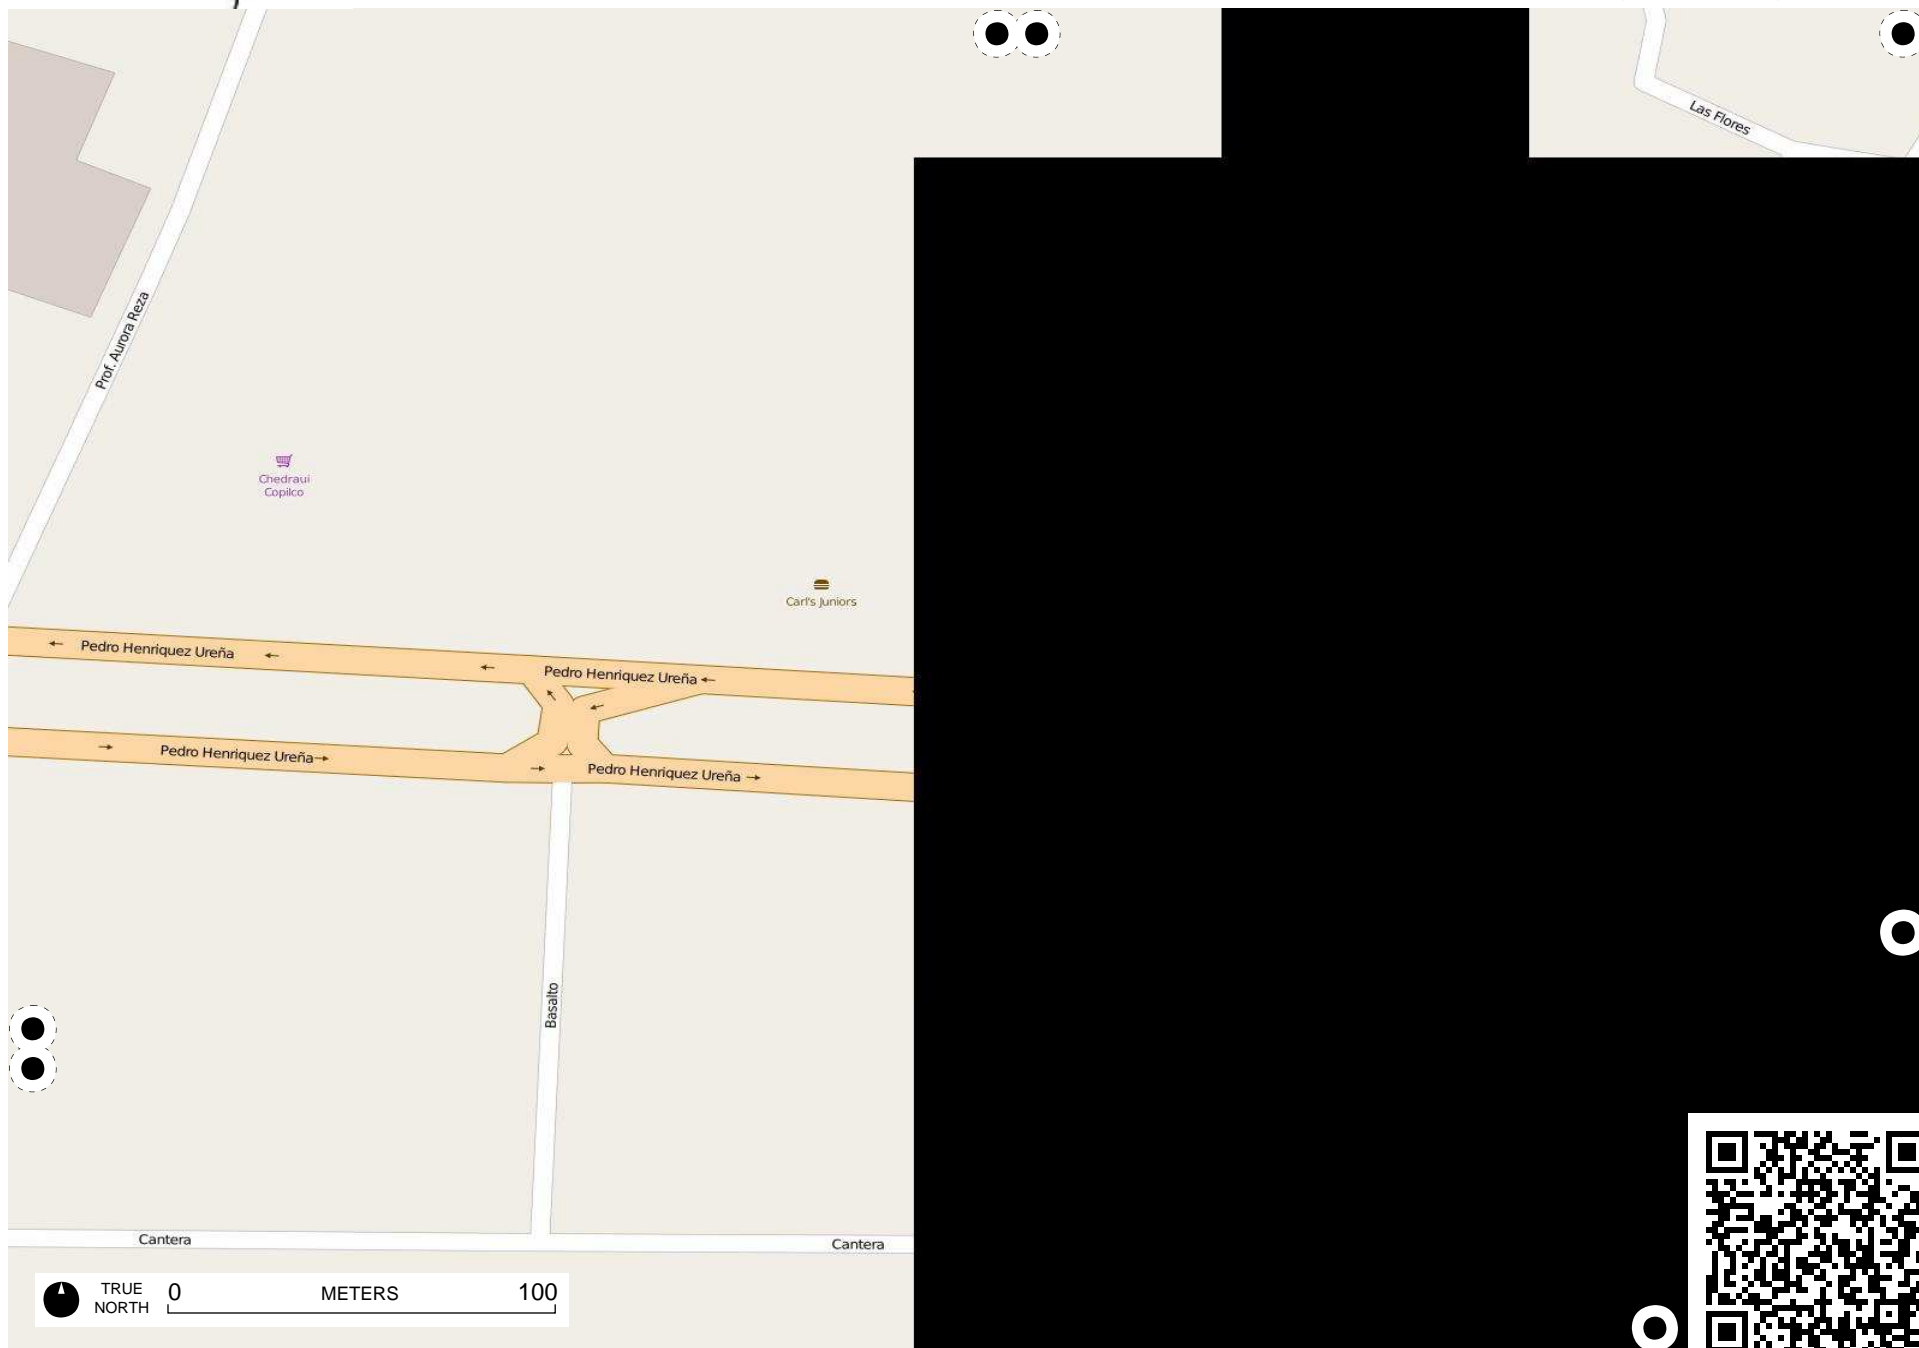 Las Flores
Prof. Aurora Reza
Chedraui
Copilco
Carl's Juniors
Pedro Henriquez Ureña
Pedro Henriquez Ureña
Pedro Henriquez Ureña
Pedro Henriquez Ureña
Basalto
Cantera
Cantera
TRUE
NORTH
0 METERS 100